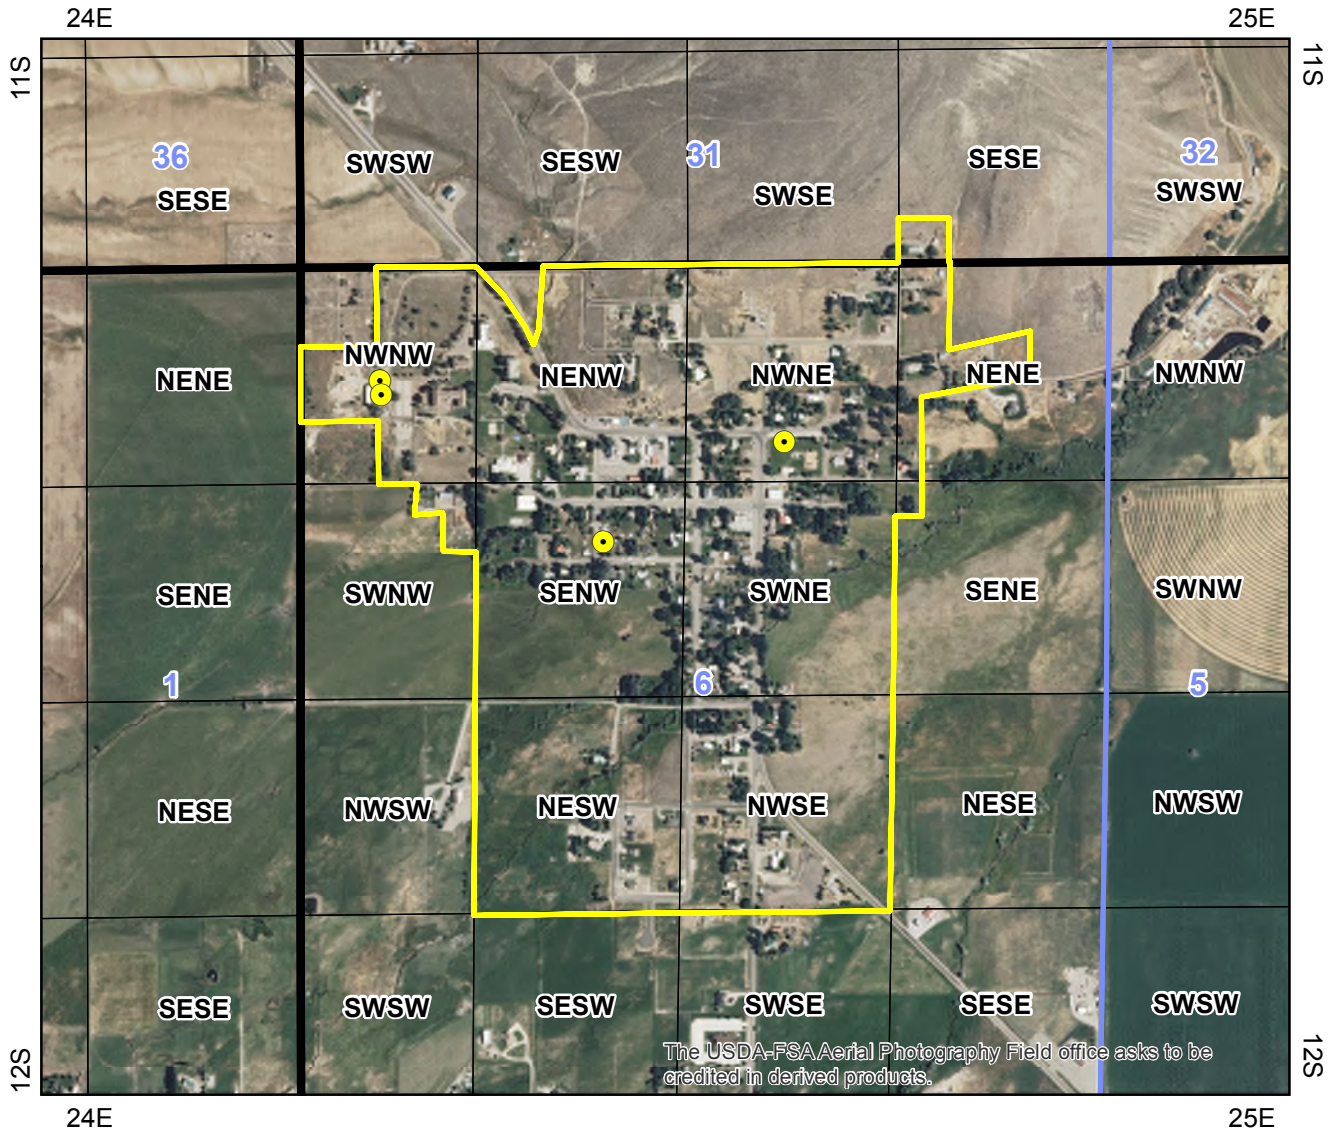 24E 25E
11S 11S
36 31 32
SWSW SESW SESE
SESE SWSE SWSW
NWNW
NENE NENW NWNE NENE NWNW
SENE SWNW SENW SWNE SENE SWNW
1 6 5
NESE NWSW NESW NWSE NESE NWSW
SESE SWSW SESW SWSE SESE SWSW
The USDA-FSA Aerial Photography Field office asks to be
credited in derived products.
12S 12S
24E 25E